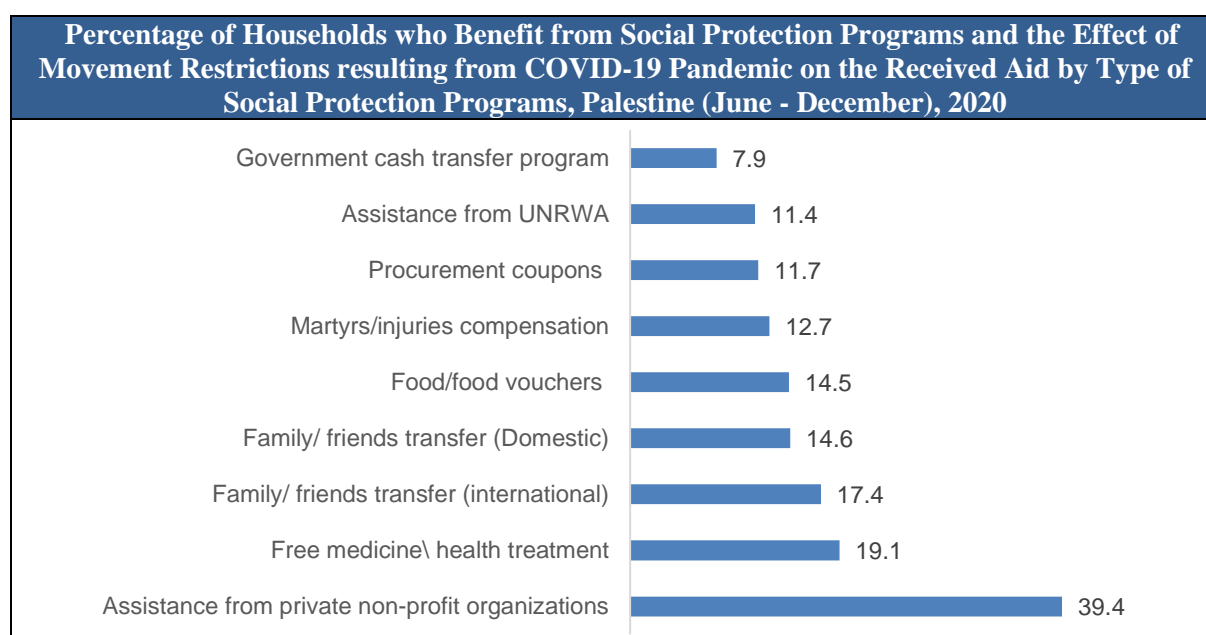 Percentage of Households who Benefit from Social Protection Programs and the Effect of
Movement Restrictions resulting from COVID-19 Pandemic on the Received Aid by Type of
Social Protection Programs, Palestine (June - December), 2020
Government cash transfer program 7.9
Assistance from UNRWA 11.4
Procurement coupons 11.7
Martyrs/injuries compensation 12.7
Food/food vouchers 14.5
Family/ friends transfer (Domestic) 14.6
Family/ friends transfer (international) 17.4
Free medicine\ health treatment 19.1
Assistance from private non-profit organizations 39.4